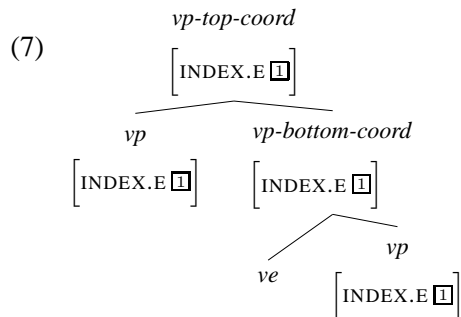 (7)
vp-top-coord
[INDEX.E 1]
vp vp-bottom-coord
[INDEX.E 1] [INDEX.E 1]
ve vp
[INDEX.E 1]